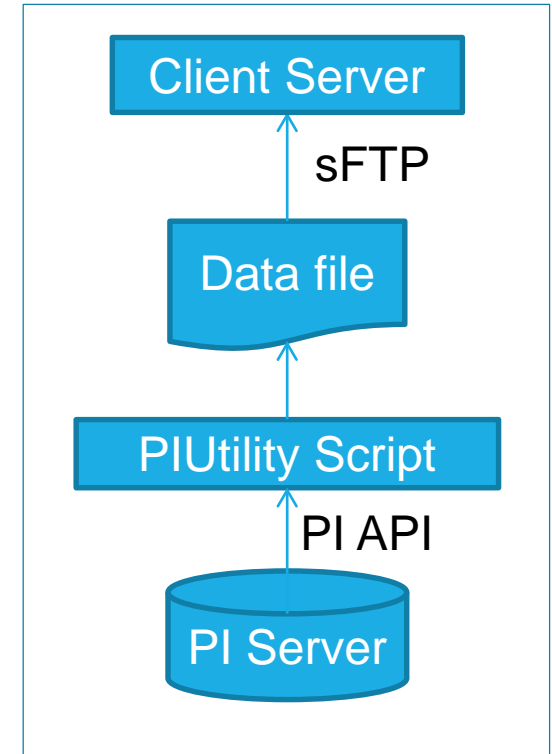 Client Server
sFTP
Data file
PIUtility Script
PI API
PI Server